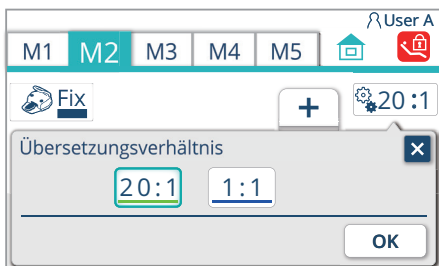 User A
M1 M2 M3 M4 M5
Fix + 20:1
Übersetzungsverhältnis
20:1 1:1
OK